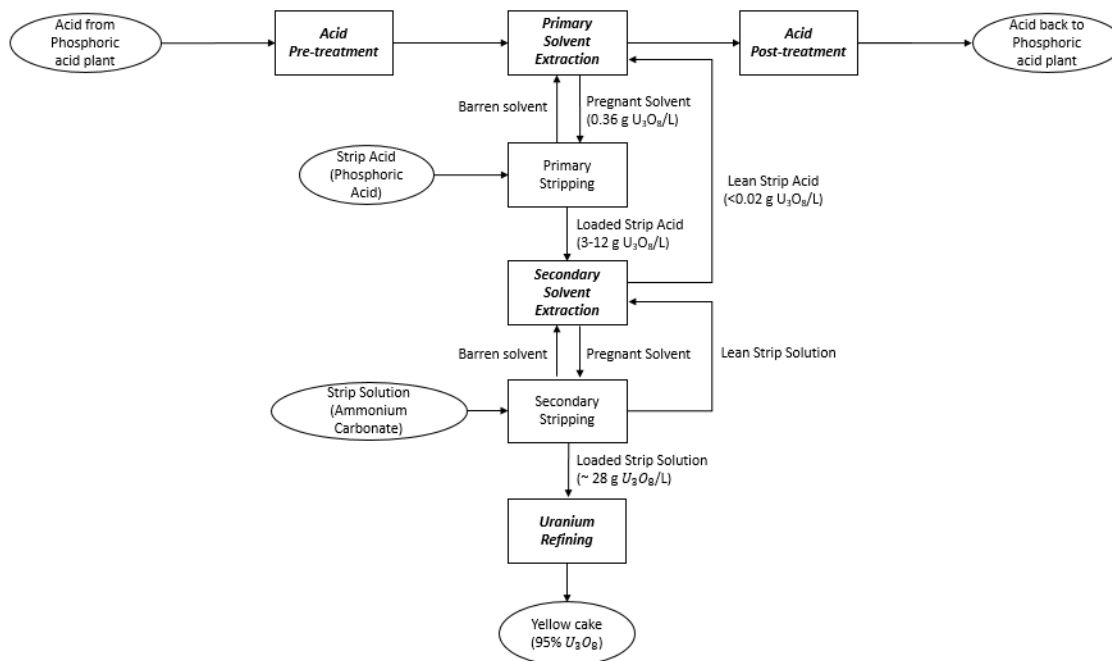 Acid from
Phosphoric
acid plant
Acid
Pre-treatment
Primary
Solvent
Extraction
Acid
Post-treatment
Acid back to
Phosphoric
acid plant
Barren solvent
Pregnant Solvent
(0.36 g U₃O₈/L)
Strip Acid
(Phosphoric
Acid)
Primary
Stripping
Lean Strip Acid
(<0.02 g U₃O₈/L)
Loaded Strip Acid
(3-12 g U₃O₈/L)
Secondary
Solvent
Extraction
Barren solvent
Pregnant Solvent
Lean Strip Solution
Strip Solution
(Ammonium
Carbonate)
Secondary
Stripping
Loaded Strip Solution
(~ 28 g U₃O₈/L)
Uranium
Refining
Yellow cake
(95% U₃O₈)